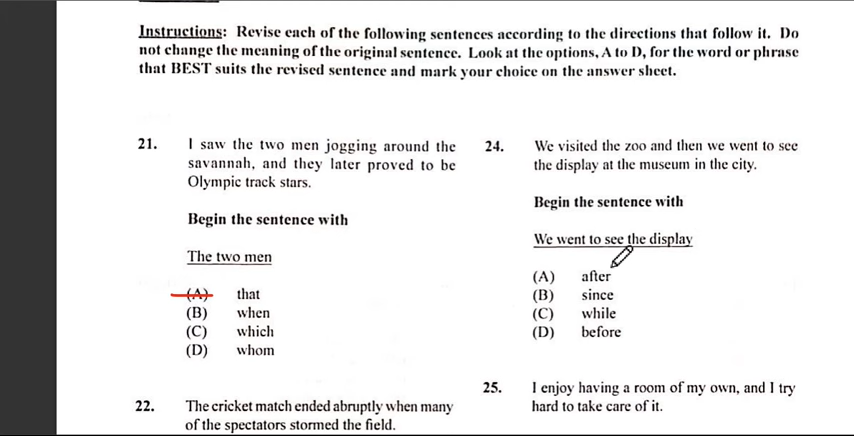 Instructions: Revise each of the following sentences according to the directions that follow it. Do
not change the meaning of the original sentence. Look at the options, A to D, for the word or phrase
that BEST suits the revised sentence and mark your choice on the answer sheet.
21. I saw the two men jogging around the
savannah, and they later proved to be
Olympic track stars.
Begin the sentence with
The two men
(A) that
(B) when
(C) which
(D) whom
22. The cricket match ended abruptly when many
of the spectators stormed the field.
24. We visited the zoo and then we went to see
the display at the museum in the city.
Begin the sentence with
We went to see the display
(A) after
(B) since
(C) while
(D) before
25. I enjoy having a room of my own, and I try
hard to take care of it.